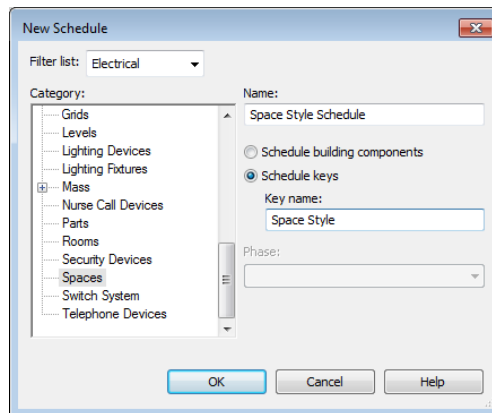 New Schedule
Filter list: Electrical
Category:
Grids
Levels
Lighting Devices
Lighting Fixtures
Mass
Nurse Call Devices
Parts
Rooms
Security Devices
Spaces
Switch System
Telephone Devices
Name:
Space Style Schedule
Schedule building components
Schedule keys
Key name:
Space Style
Phase:
OK Cancel Help